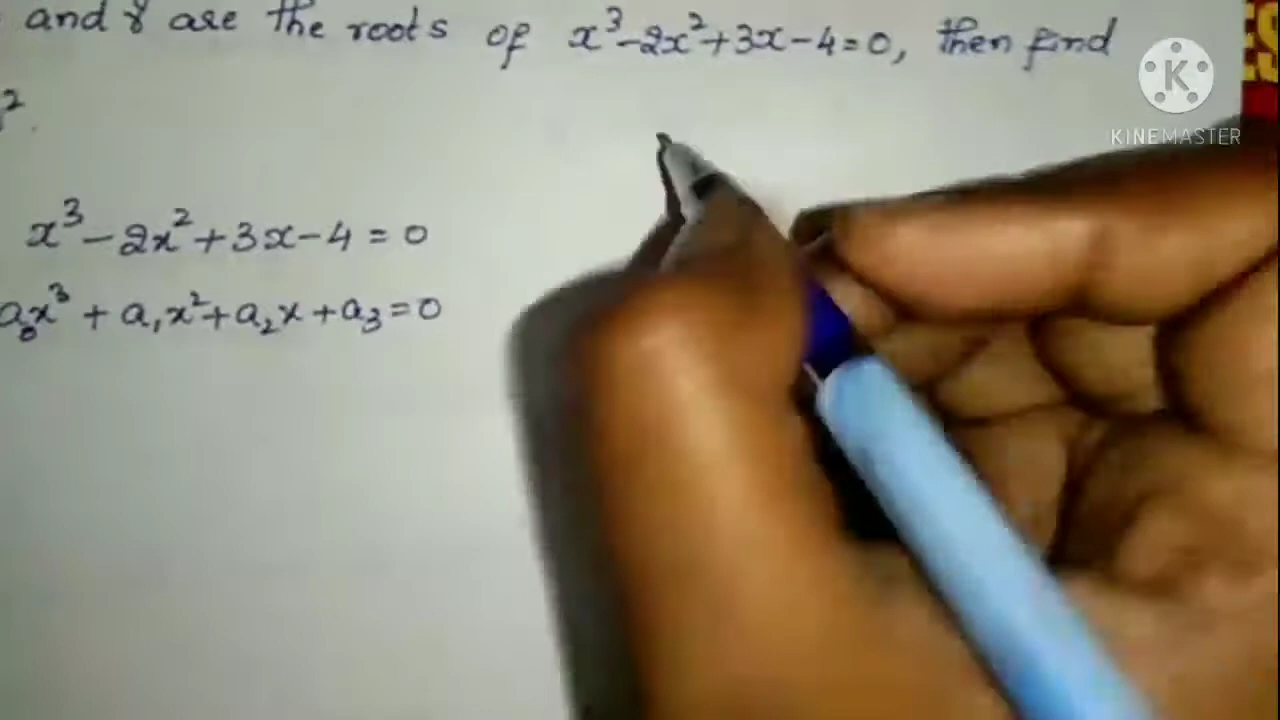 and γ are the roots of x³-2x²+3x-4=0, then find
KINEMASTER
x³-2x²+3x-4=0
a₀x³+a₁x²+a₂x+a₃=0